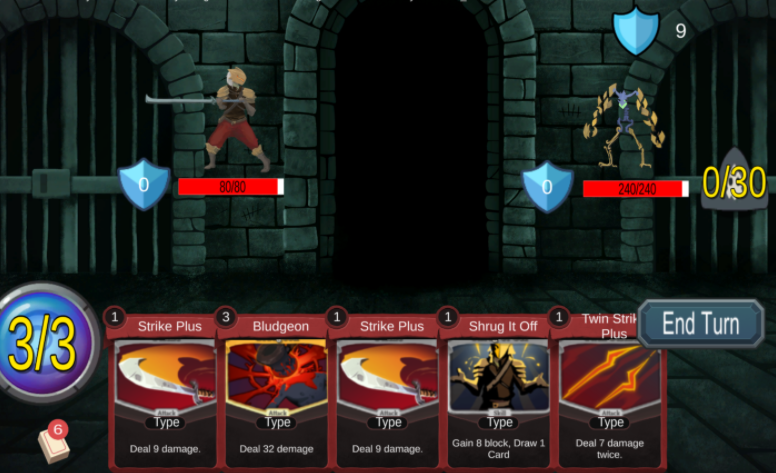 9
0
80/80
0
240/240
0/30
3/3
6
1
Strike Plus
Attack
Type
Deal 9 damage.
3
Bludgeon
Attack
Type
Deal 32 demage
1
Strike Plus
Attack
Type
Deal 9 damage.
1
Shrug It Off
Skill
Type
Gain 8 block, Draw 1
Card
1
Twin Strik
Plus
Attack
Type
Deal 7 damage
twice.
End Turn